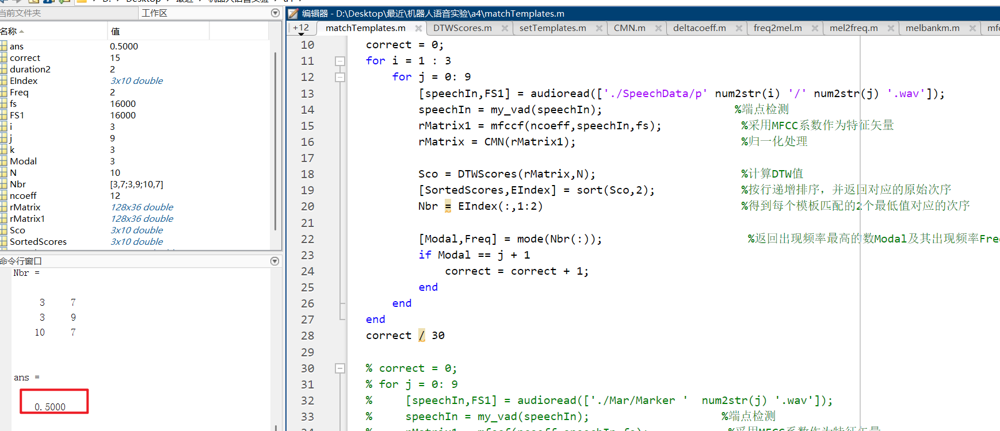 当前文件夹
工作区
名称 值
ans 0.5000
correct 15
duration2 2
EIndex 3x10 double
Freq 2
fs 16000
FS1 16000
i 3
j 9
k 3
Modal 3
N 10
Nbr [3,7;3,9;10,7]
ncoeff 12
rMatrix 128x36 double
rMatrix1 128x36 double
Sco 3x10 double
SortedScores 3x10 double
命令行窗口
Nbr =
3 7
3 9
10 7
ans =
0.5000
编辑器 - D:\Desktop\最近\机器人语音实验\a4\matchTemplates.m
+12 matchTemplates.m DTWScores.m setTemplates.m CMN.m deltacoeff.m freq2mel.m mel2freq.m melbankm.m
10 correct = 0;
11 for i = 1 : 3
12 for j = 0: 9
13 [speechIn,FS1] = audioread(['./SpeechData/p' num2str(i) '/' num2str(j) '.wav']);
14 speechIn = my_vad(speechIn); %端点检测
15 rMatrix1 = mfccf(ncoeff,speechIn,fs); %采用MFCC系数作为特征矢量
16 rMatrix = CMN(rMatrix1); %归一化处理
17
18 Sco = DTWScores(rMatrix,N); %计算DTW值
19 [SortedScores,EIndex] = sort(Sco,2); %按行递增排序，并返回对应的原始次序
20 Nbr = EIndex(:,1:2) %得到每个模板匹配的2个最低值对应的次序
21
22 [Modal,Freq] = mode(Nbr(:)); %返回出现频率最高的数Modal及其出现频率Fre
23 if Modal == j + 1
24 correct = correct + 1;
25 end
26 end
27 end
28 correct / 30
29
30 % correct = 0;
31 % for j = 0: 9
32 % [speechIn,FS1] = audioread(['./Mar/Marker ' num2str(j) '.wav']);
33 % speechIn = my_vad(speechIn); %端点检测